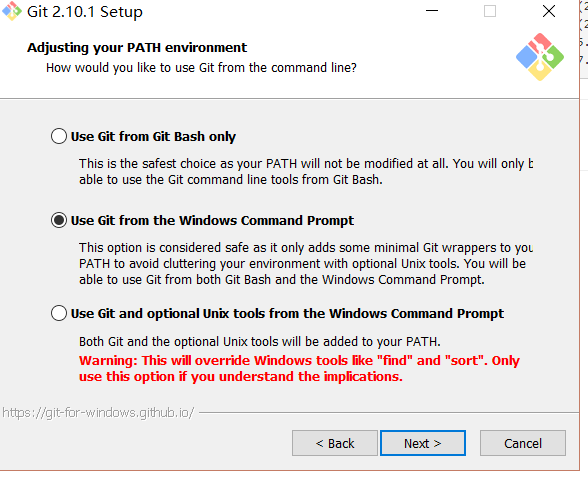 Git 2.10.1 Setup
Adjusting your PATH environment
How would you like to use Git from the command line?
Use Git from Git Bash only
This is the safest choice as your PATH will not be modified at all. You will only
able to use the Git command line tools from Git Bash.
Use Git from the Windows Command Prompt
This option is considered safe as it only adds some minimal Git wrappers to
PATH to avoid cluttering your environment with optional Unix tools. You will be
able to use Git from both Git Bash and the Windows Command Prompt.
Use Git and optional Unix tools from the Windows Command Prompt
Both Git and the optional Unix tools will be added to your PATH.
Warning: This will override Windows tools like "find" and "sort". Only
use this option if you understand the implications.
https://git-for-windows.github.io/
< Back
Next >
Cancel